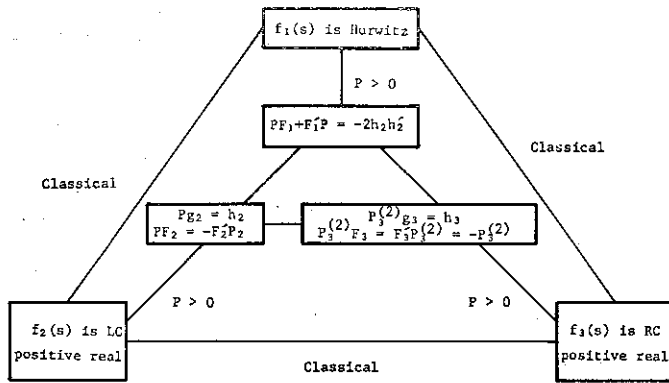 f₁(s) is Hurwitz
P > 0
PF₁+F₁′P = -2h₂h₂′
Classical
Classical
Pg₂ = h₂
PF₂ = -F₂′P₂
P₃⁽²⁾g₃ = h₃
P₃⁽²⁾F₃ = F₃′P₃⁽²⁾ = -P₃⁽²⁾
P > 0
P > 0
f₂(s) is LC
positive real
f₃(s) is RC
positive real
Classical